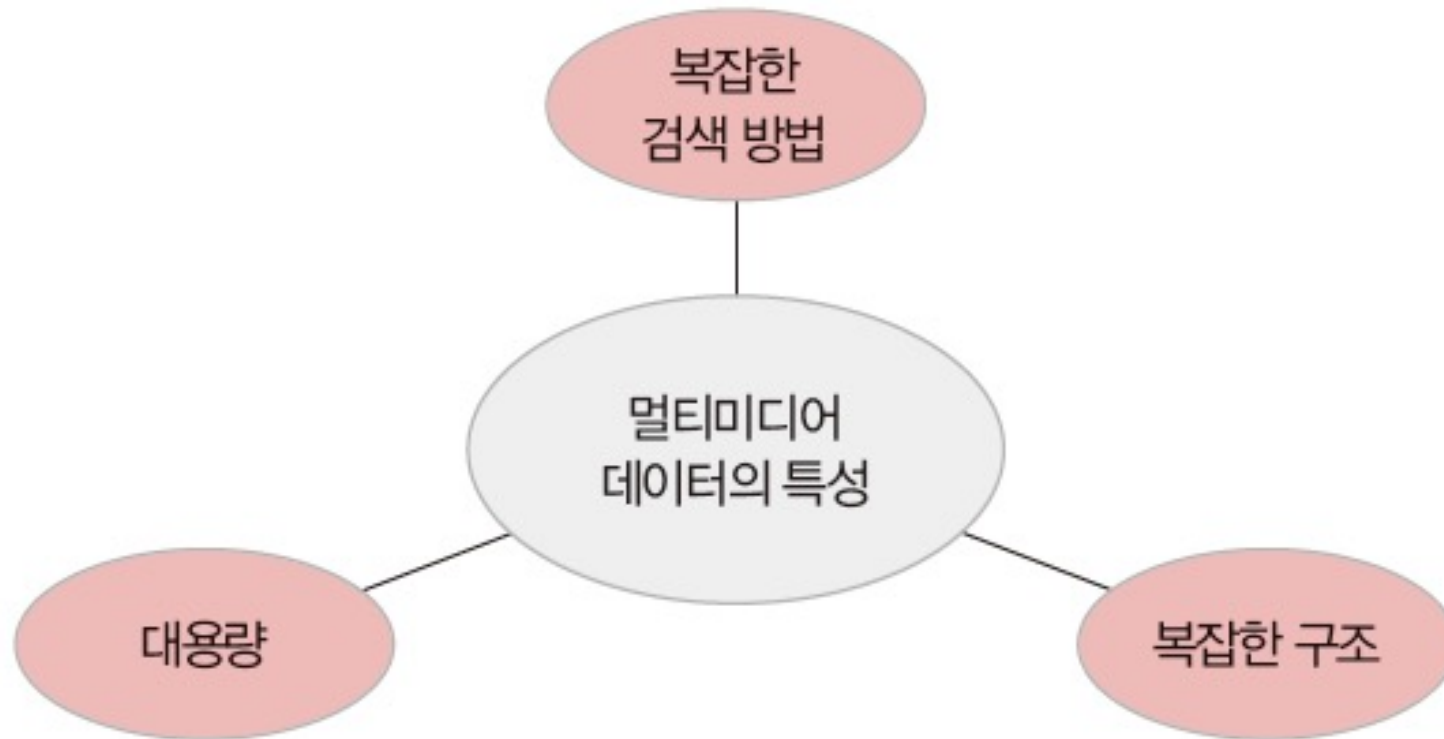 복잡한
검색 방법
멀티미디어
데이터의 특성
대용량
복잡한 구조